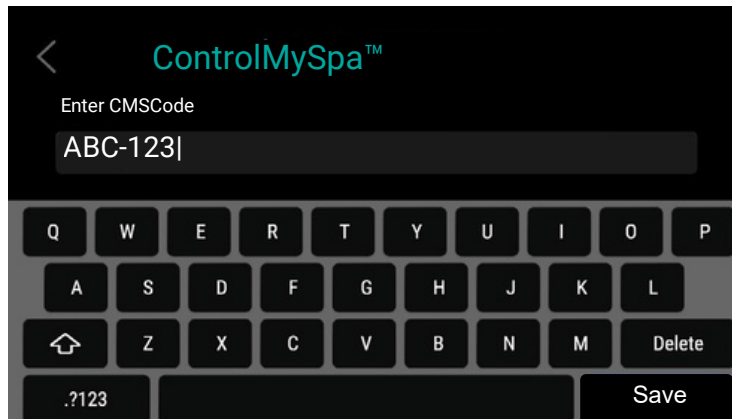 ControlMySpa™
Enter CMSCode
ABC-123|
Q W E R T Y U I O P
A S D F G H J K L
Z X C V B N M Delete
.?123 Save